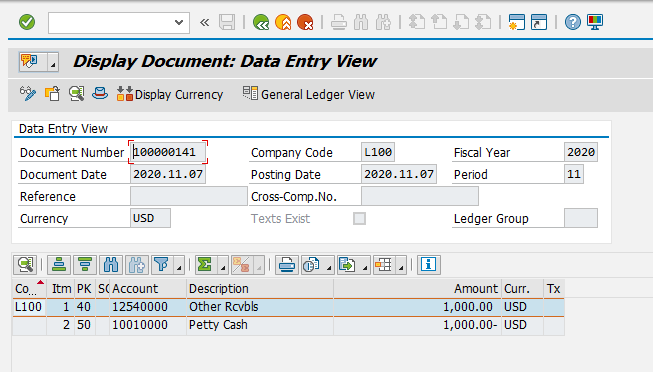 Display Document: Data Entry View
Display Currency General Ledger View
Data Entry View
Document Number 100000141 Company Code L100 Fiscal Year 2020
Document Date 2020.11.07 Posting Date 2020.11.07 Period 11
Reference Cross-Comp.No.
Currency USD Texts Exist Ledger Group
Co... Itm PK SC Account Description Amount Curr. Tx
L100 1 40 12540000 Other Rcvbls 1,000.00 USD
2 50 10010000 Petty Cash 1,000.00- USD